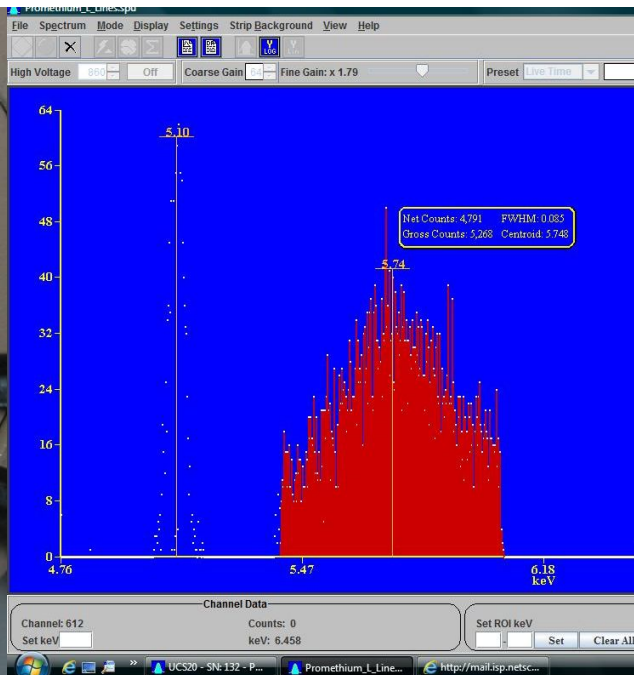 Promethium_L_Lines.spu
File Spectrum Mode Display Settings Strip Background View Help
High Voltage 860 Off Coarse Gain 64 Fine Gain: x 1.79 Preset Live Time
64
56
48
40
32
24
16
8
0
5.10
5.74
Net Counts: 4,791 FWHM: 0.085
Gross Counts: 5,268 Centroid: 5.748
4.76 5.47 6.18
keV
Channel Data
Channel: 612 Counts: 0 Set ROI keV
Set keV keV: 6.458 - Set Clear All
UCS20 - SN: 132 - P... Promethium_L_Line... http://mail.isp.netsc...